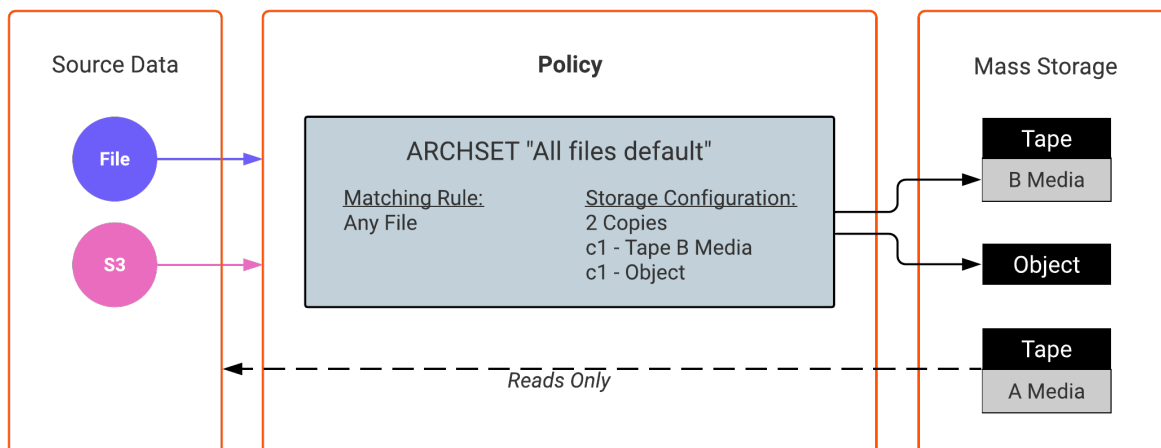 Source Data
File
S3
Policy
ARCHSET "All files default"
Matching Rule:
Any File
Storage Configuration:
2 Copies
c1 - Tape B Media
c1 - Object
Reads Only
Mass Storage
Tape
B Media
Object
Tape
A Media